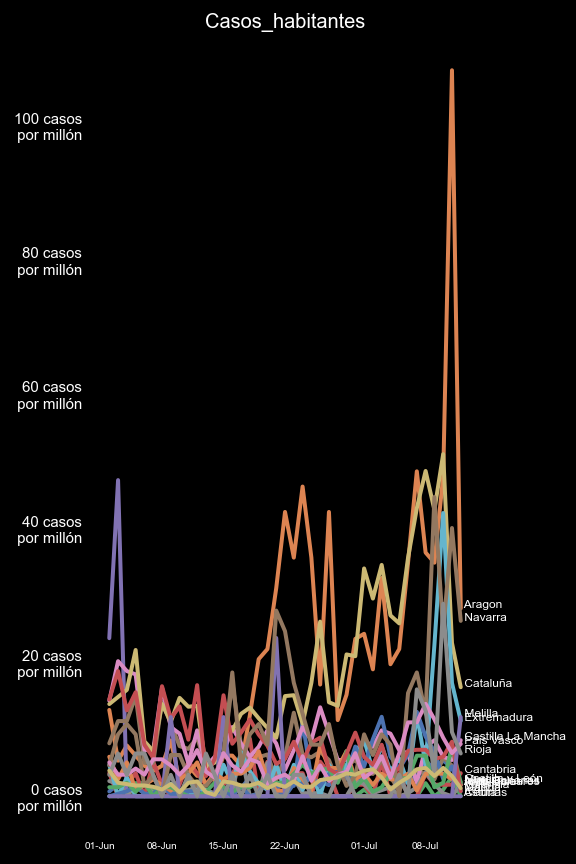 Casos_habitantes
100 casos
por millón
80 casos
por millón
60 casos
por millón
40 casos
por millón
20 casos
por millón
0 casos
por millón
Aragon
Navarra
Cataluña
Melilla
Extremadura
Castilla La Mancha
País Vasco
Rioja
Cantabria
León
01-Jun
08-Jun
15-Jun
22-Jun
01-Jul
08-Jul